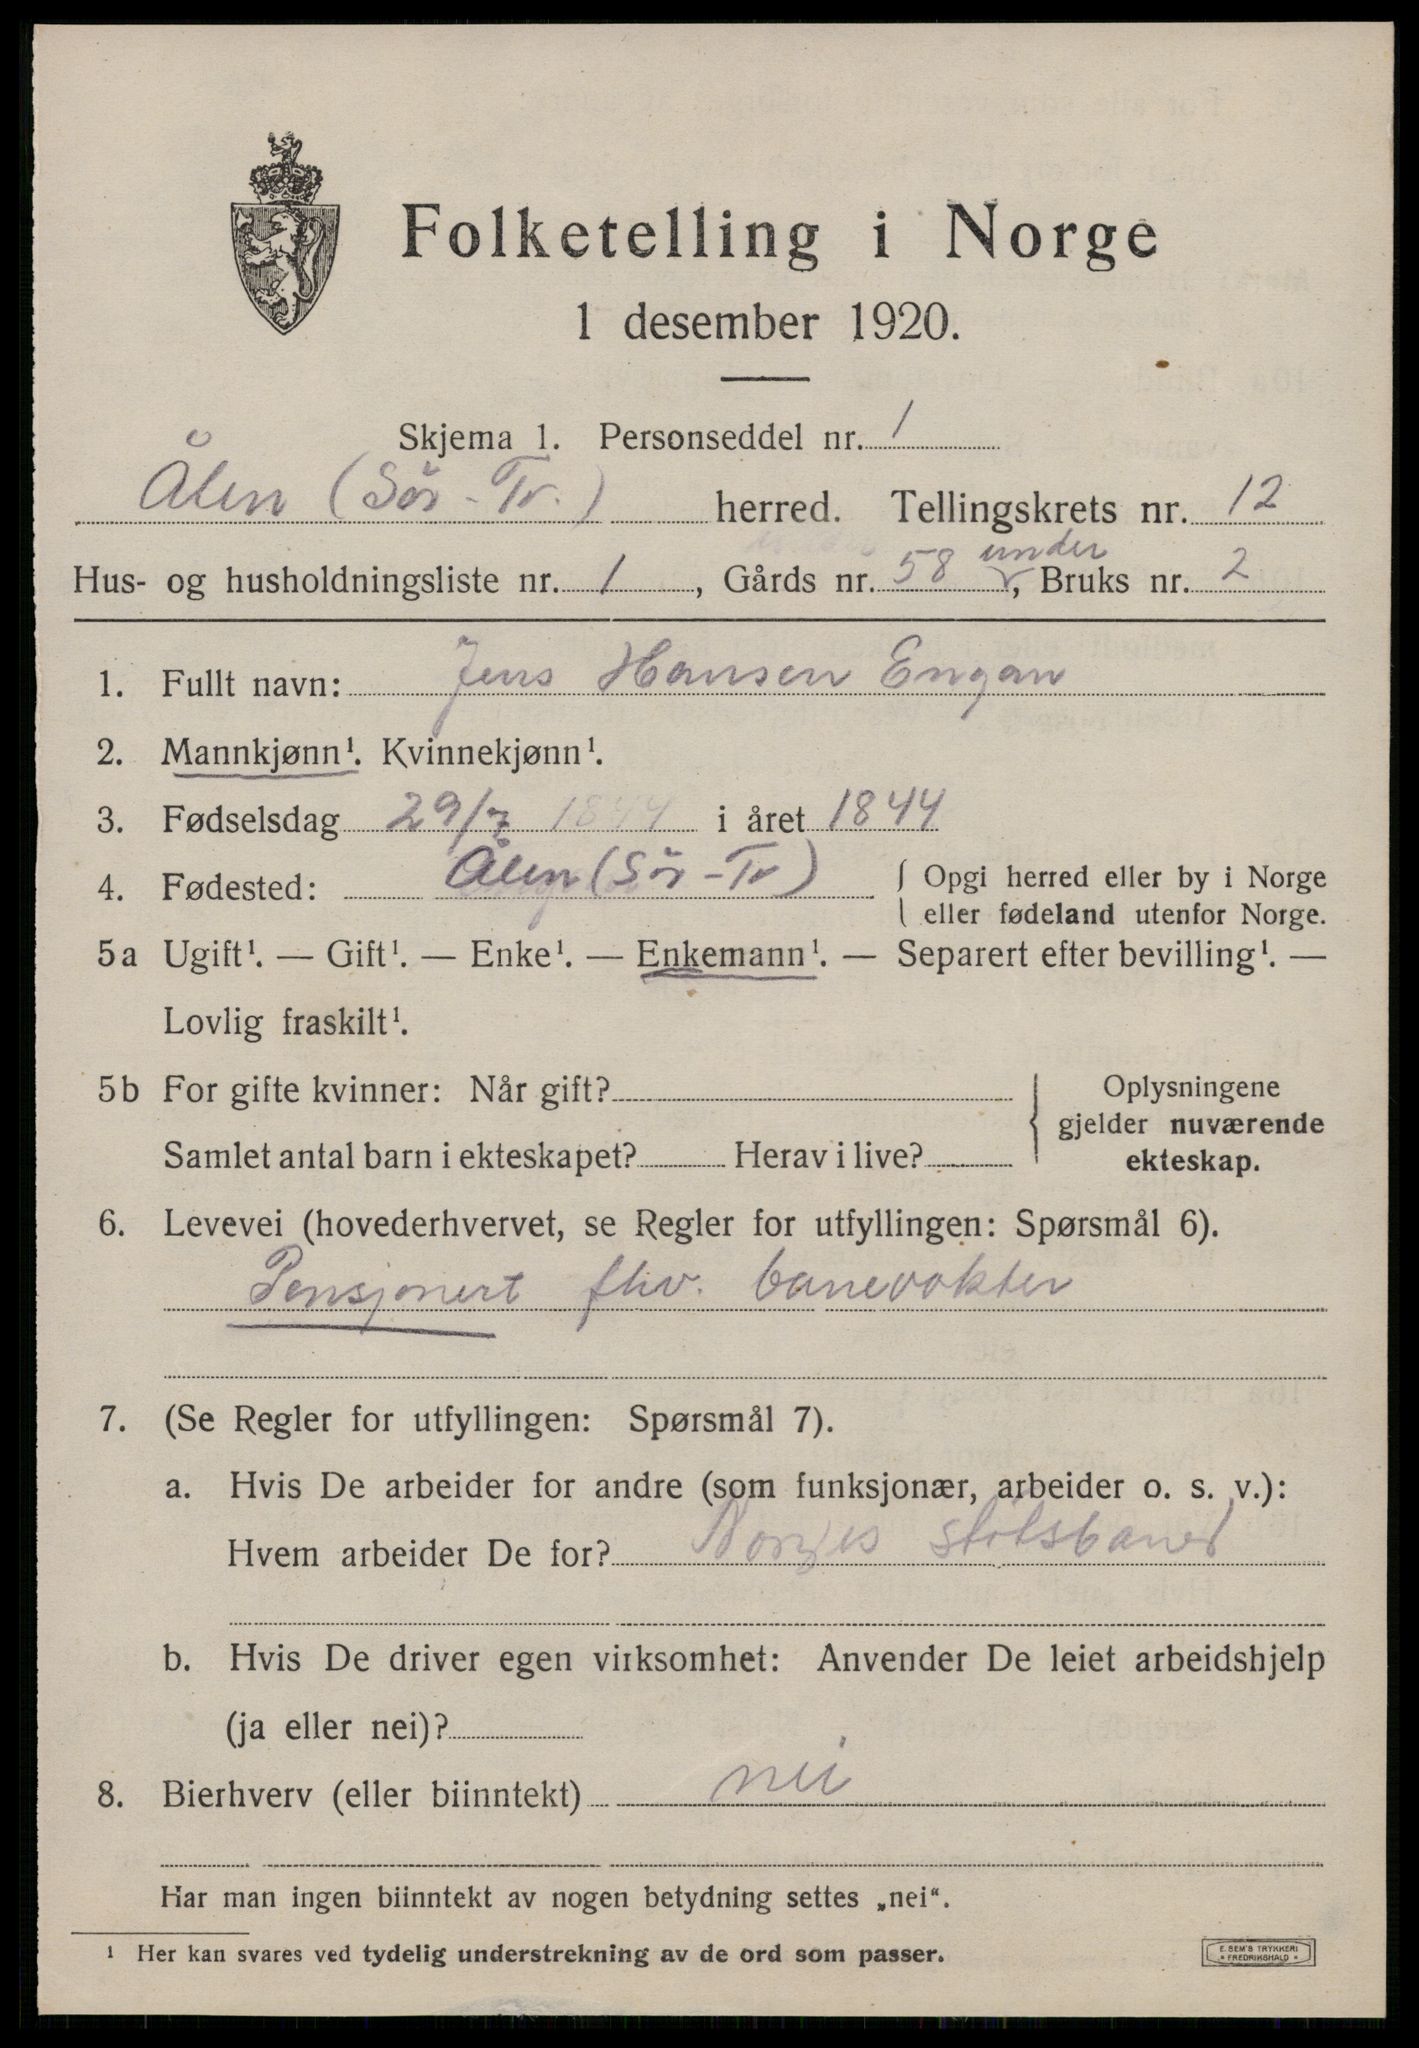 Folketelling i Norge
1 desember 1920.
Skjema 1. Personseddel nr. 1
Ålen (Sör-Tr.) herred. Tellingskrets nr. 12
Hus- og husholdningsliste nr. 1, Gårds nr. 58 under, Bruks nr. 2
1. Fullt navn: Jens Hansen Engan
2. Mannkjønn¹. Kvinnekjønn¹.
3. Fødselsdag 29/7 1844 i året 1844
4. Fødested: Ålen (Sör-Tr) { Opgi herred eller by i Norge
eller fødeland utenfor Norge.
5a Ugift¹. — Gift¹. — Enke¹. — Enkemann¹. — Separert efter bevilling¹. —
Lovlig fraskilt¹.
5b For gifte kvinner: Når gift? Oplysningene
gjelder nuværende
Samlet antal barn i ekteskapet? Herav i live? ekteskap.
6. Levevei (hovederhvervet, se Regler for utfyllingen: Spørsmål 6).
Pensjonert fhv. banevokter
7. (Se Regler for utfyllingen: Spørsmål 7).
a. Hvis De arbeider for andre (som funksjonær, arbeider o. s. v.):
Hvem arbeider De for? Norges statsbaner
b. Hvis De driver egen virksomhet: Anvender De leiet arbeidshjelp
(ja eller nei)?
8. Bierhverv (eller biinntekt) nei
Har man ingen biinntekt av nogen betydning settes „nei“.
¹ Her kan svares ved tydelig understrekning av de ord som passer.
E. SEM'S TRYKKERI
* FREDRIKSHALD *